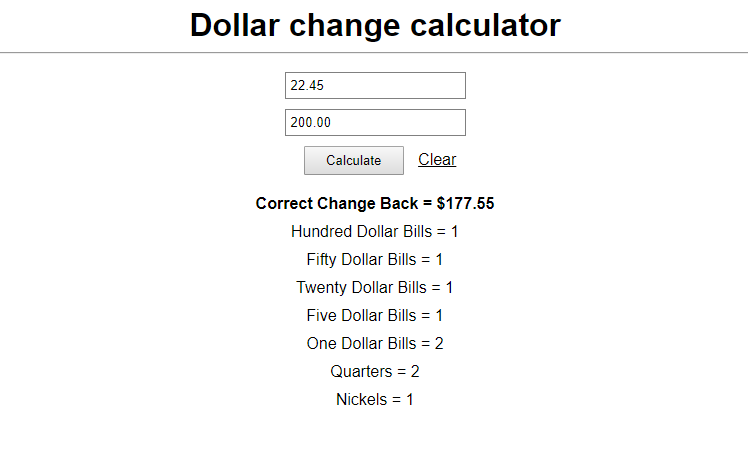 Dollar change calculator
22.45
200.00
Calculate Clear
Correct Change Back = $177.55
Hundred Dollar Bills = 1
Fifty Dollar Bills = 1
Twenty Dollar Bills = 1
Five Dollar Bills = 1
One Dollar Bills = 2
Quarters = 2
Nickels = 1